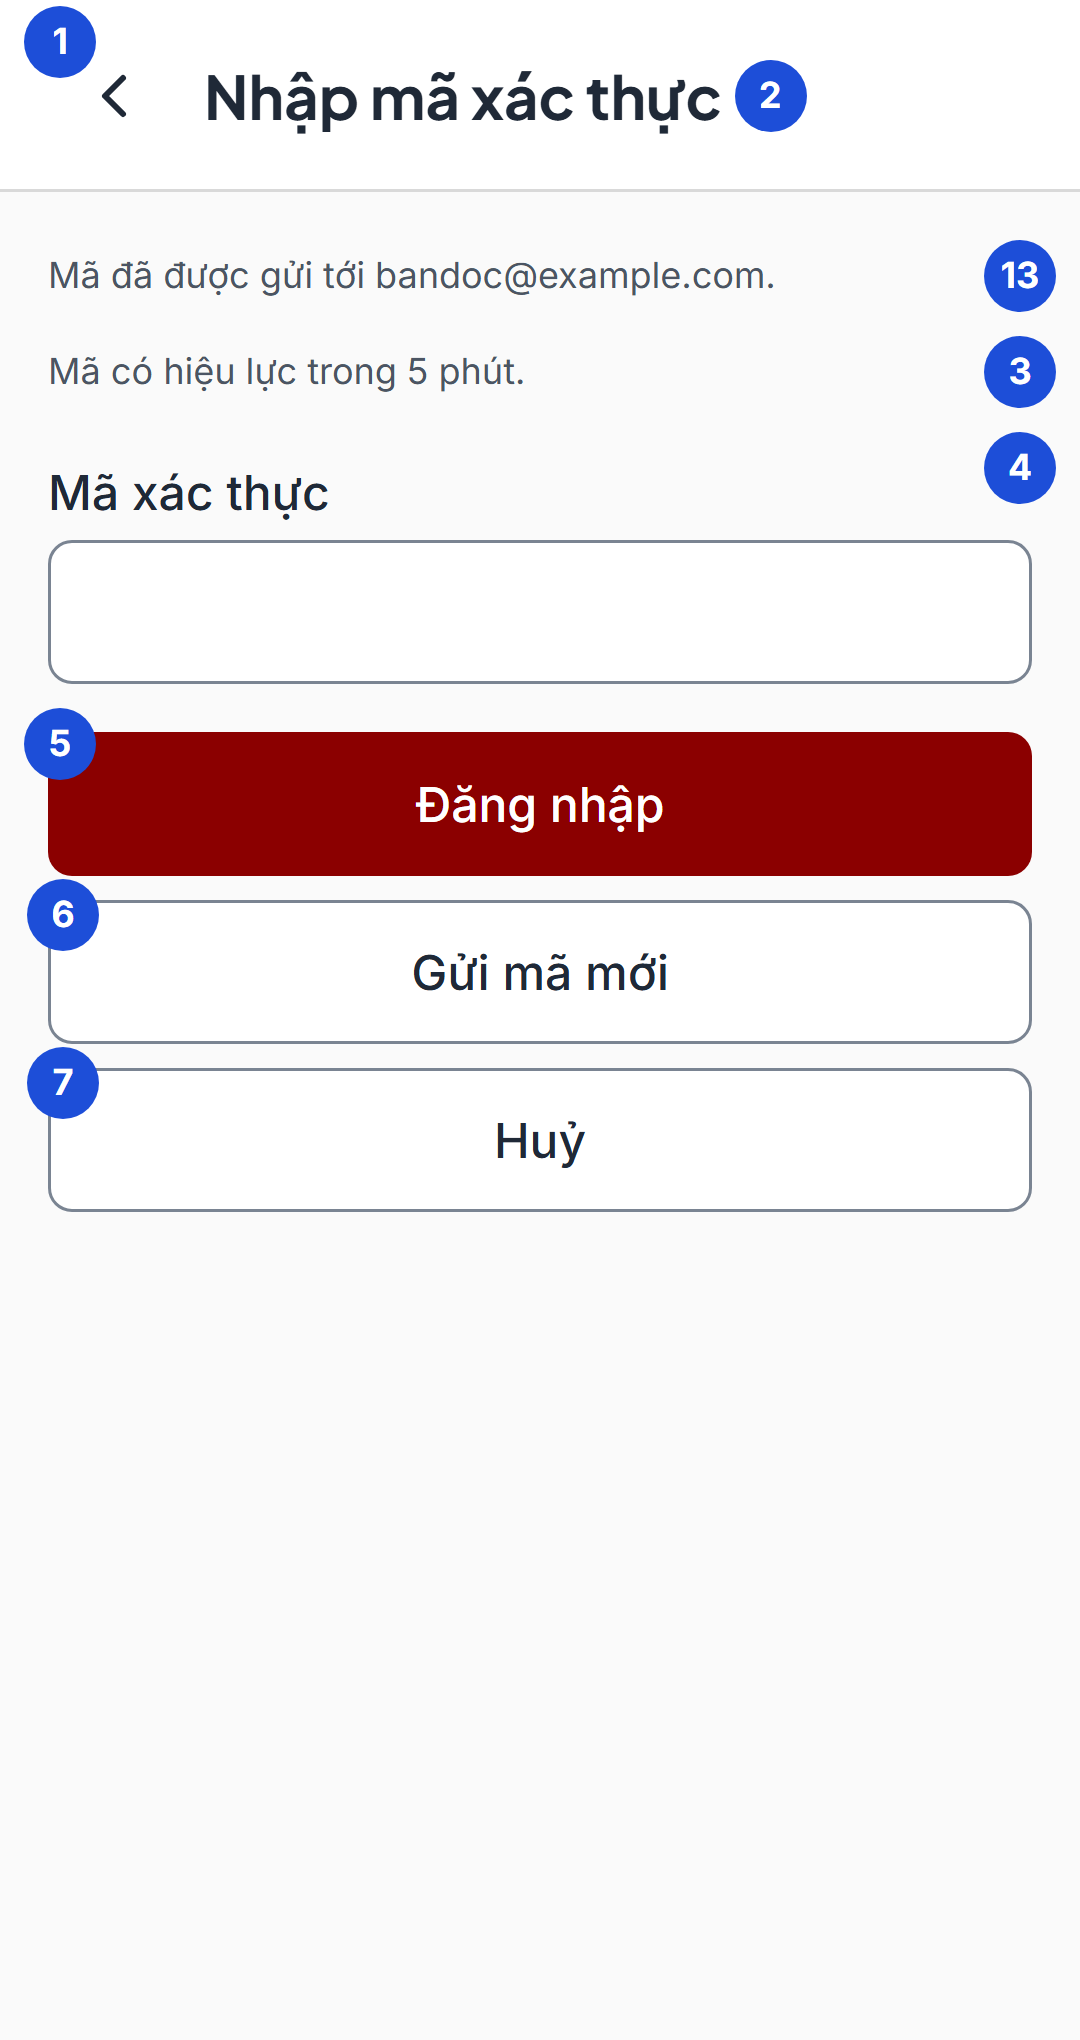 1
Nhập mã xác thực 2
Mã đã được gửi tới bandoc@example.com. 13
Mã có hiệu lực trong 5 phút. 3
4
Mã xác thực
5
Đăng nhập
6
Gửi mã mới
7
Huỷ